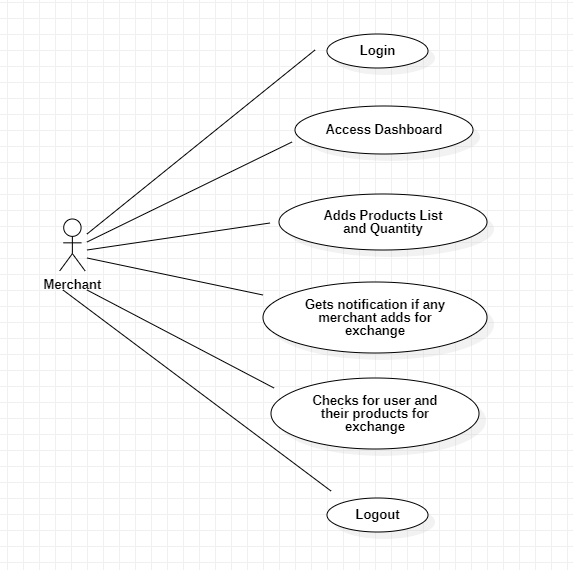 Login
Access Dashboard
Adds Products List
and Quantity
Merchant
Gets notification if any
merchant adds for
exchange
Checks for user and
their products for
exchange
Logout